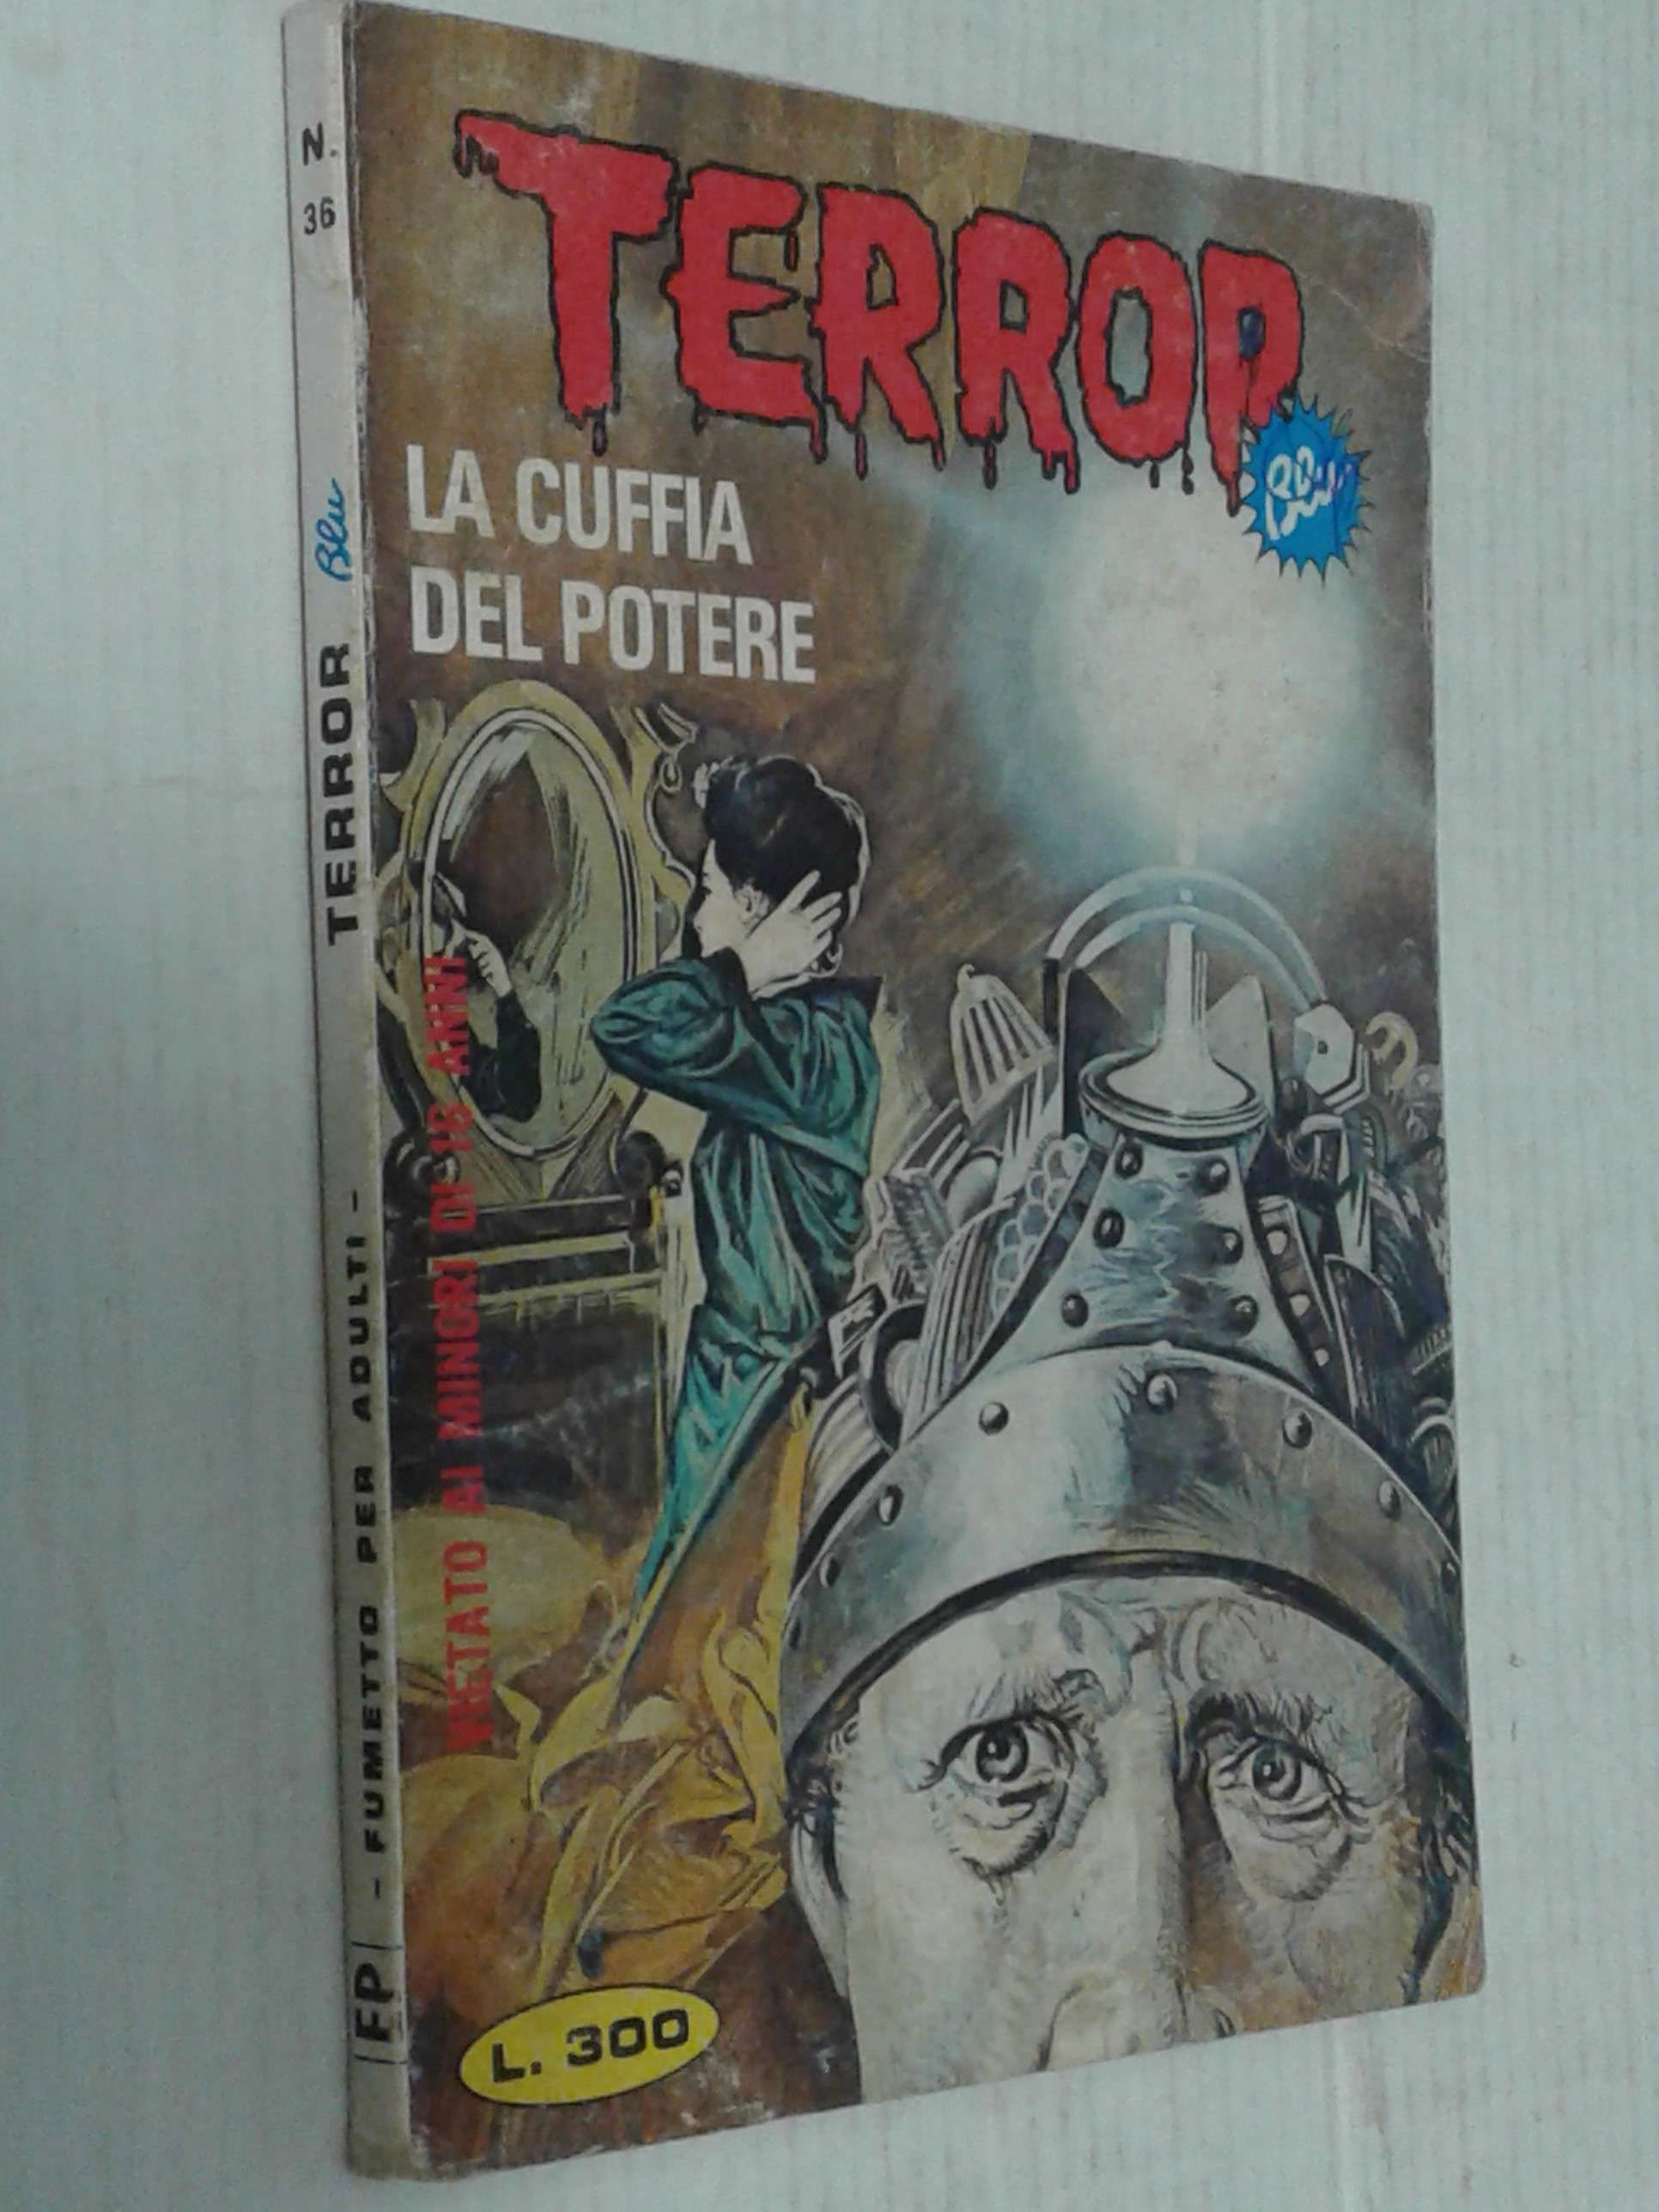 TERROR
Blu
LA CUFFIA
DEL POTERE
VIETATO AI MINORI DI 16 ANNI
L. 300
N.
36
TERROR Blu
- FUMETTO PER ADULTI -
FP